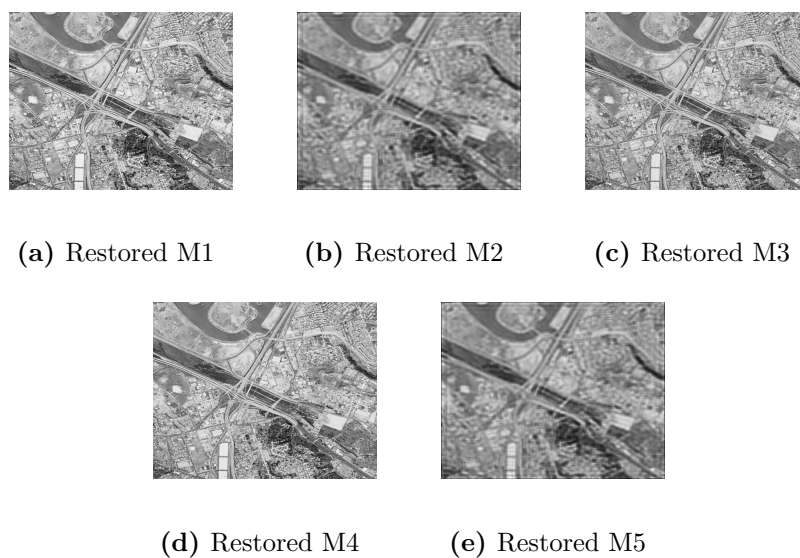 (a) Restored M1
(b) Restored M2
(c) Restored M3
(d) Restored M4
(e) Restored M5